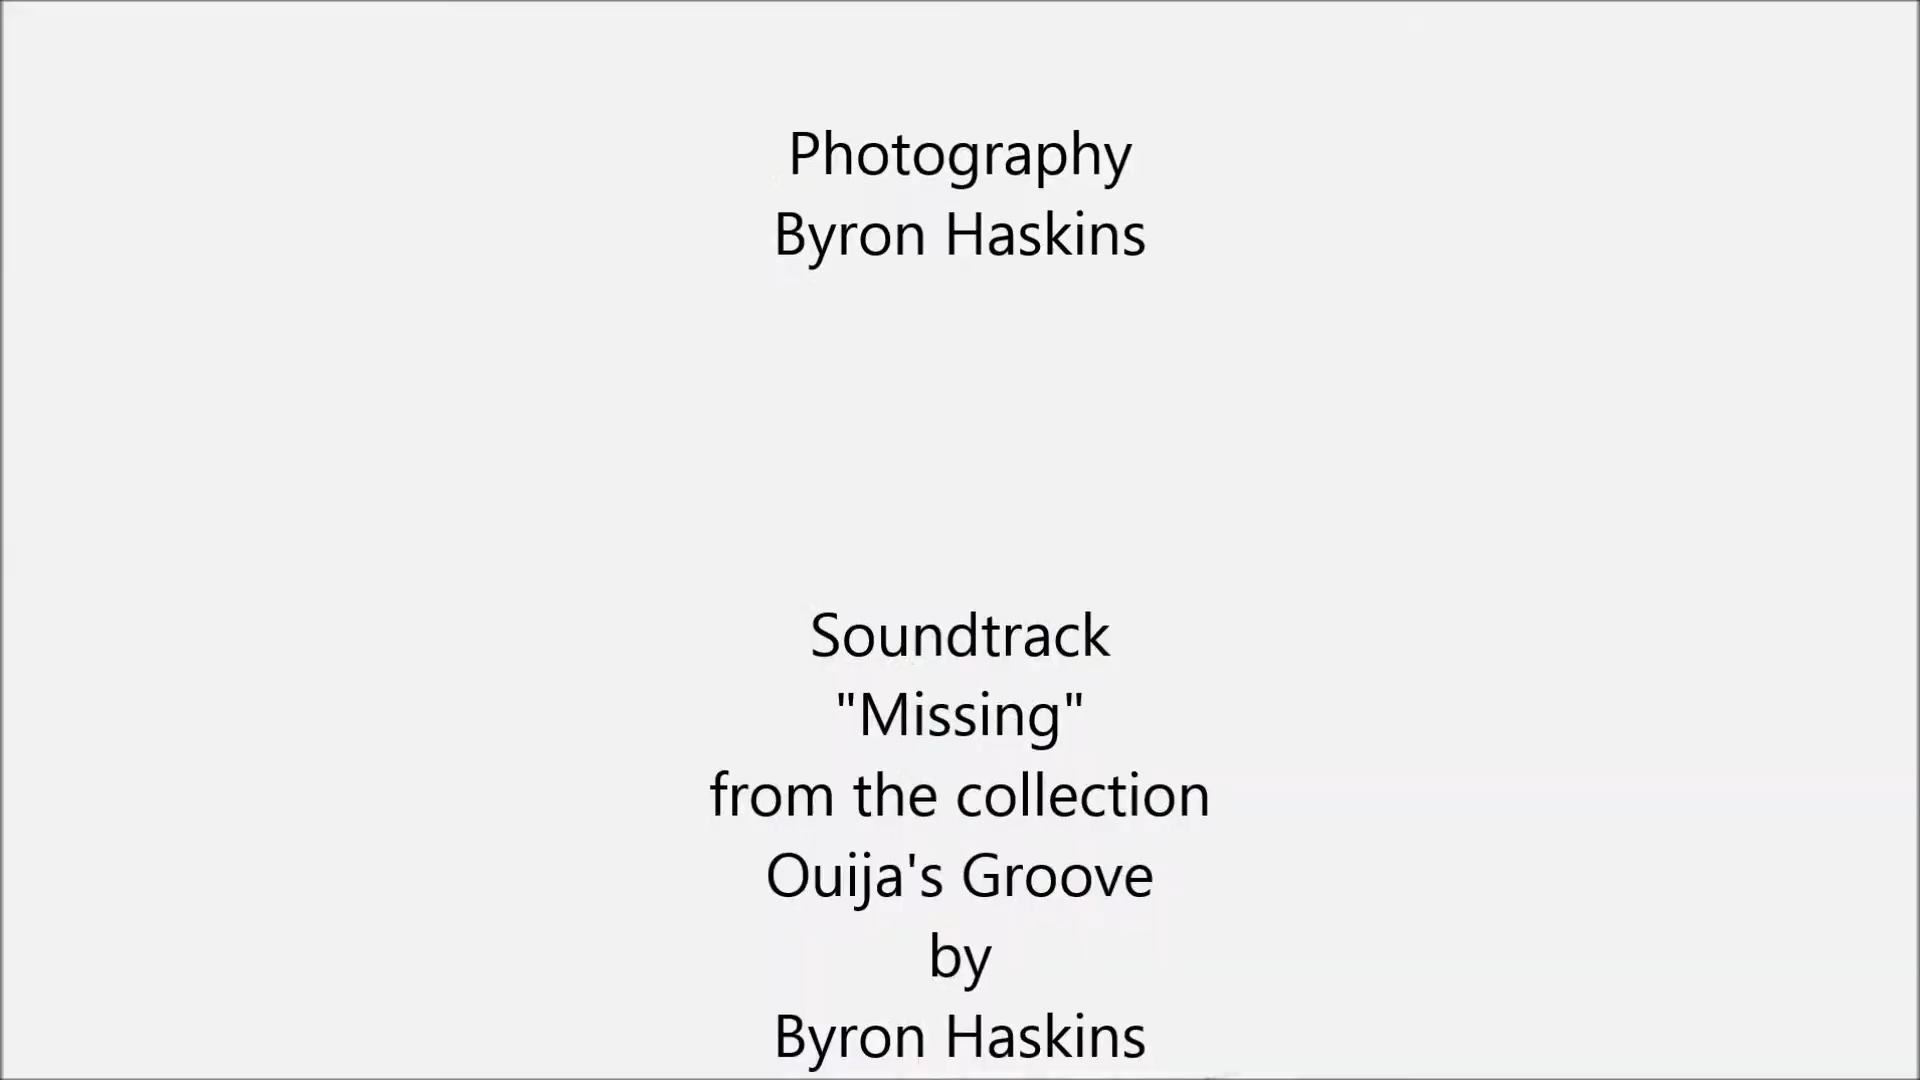 Photography
Byron Haskins
Soundtrack
"Missing"
from the collection
Ouija's Groove
by
Byron Haskins